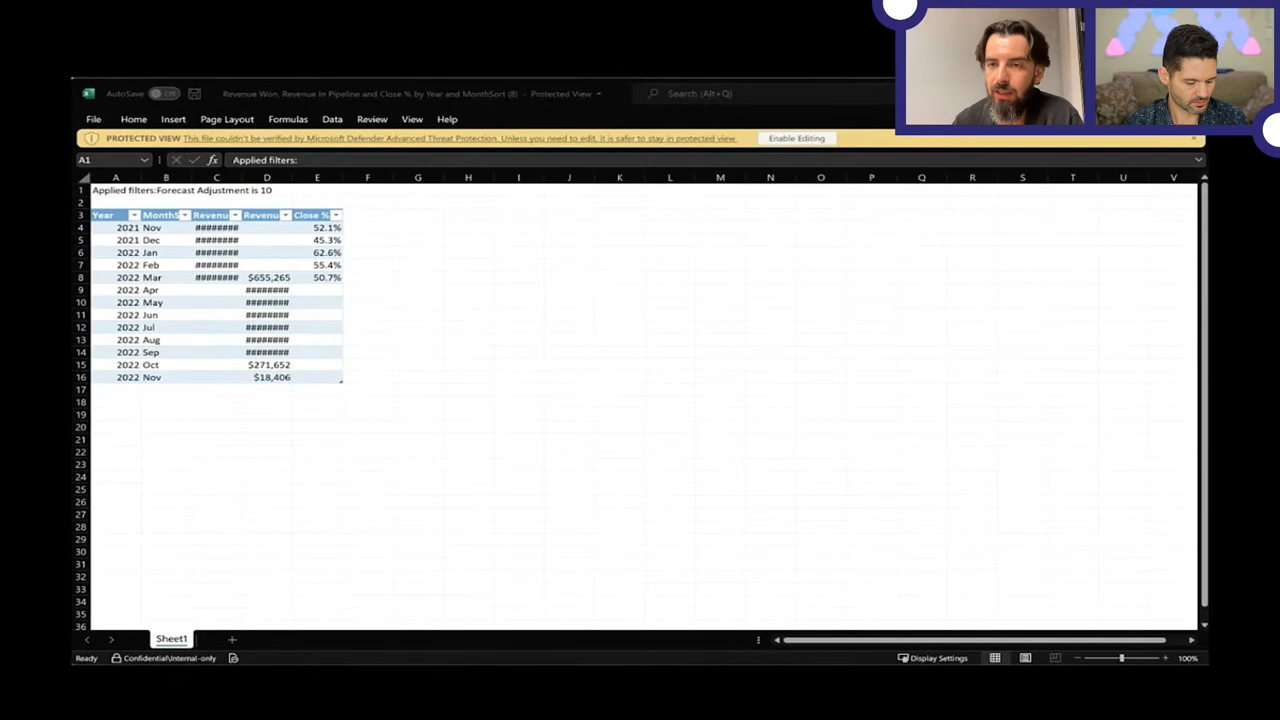 AutoSave Off Revenue Won, Revenue In Pipeline and Close % by Year and MonthSort (8) - Protected View Search (Alt+Q)
File Home Insert Page Layout Formulas Data Review View Help
PROTECTED VIEW This file couldn't be verified by Microsoft Defender Advanced Threat Protection. Unless you need to edit, it is safer to stay in protected view. Enable Editing
A1 fx Applied filters:
A B C D E F G H I J K L M N O P Q R S T U V
1 Applied filters:Forecast Adjustment is 10
2
3 Year MonthS Revenu Revenu Close %
4 2021 Nov ######## 52.1%
5 2021 Dec ######## 45.3%
6 2022 Jan ######## 62.6%
7 2022 Feb ######## 55.4%
8 2022 Mar ######## $655,265 50.7%
9 2022 Apr ########
10 2022 May ########
11 2022 Jun ########
12 2022 Jul ########
13 2022 Aug ########
14 2022 Sep ########
15 2022 Oct $271,652
16 2022 Nov $18,406
17
18
19
20
21
22
23
24
25
26
27
28
29
30
31
32
33
34
35
36
Sheet1
Ready Confidential\Internal-only Display Settings 100%